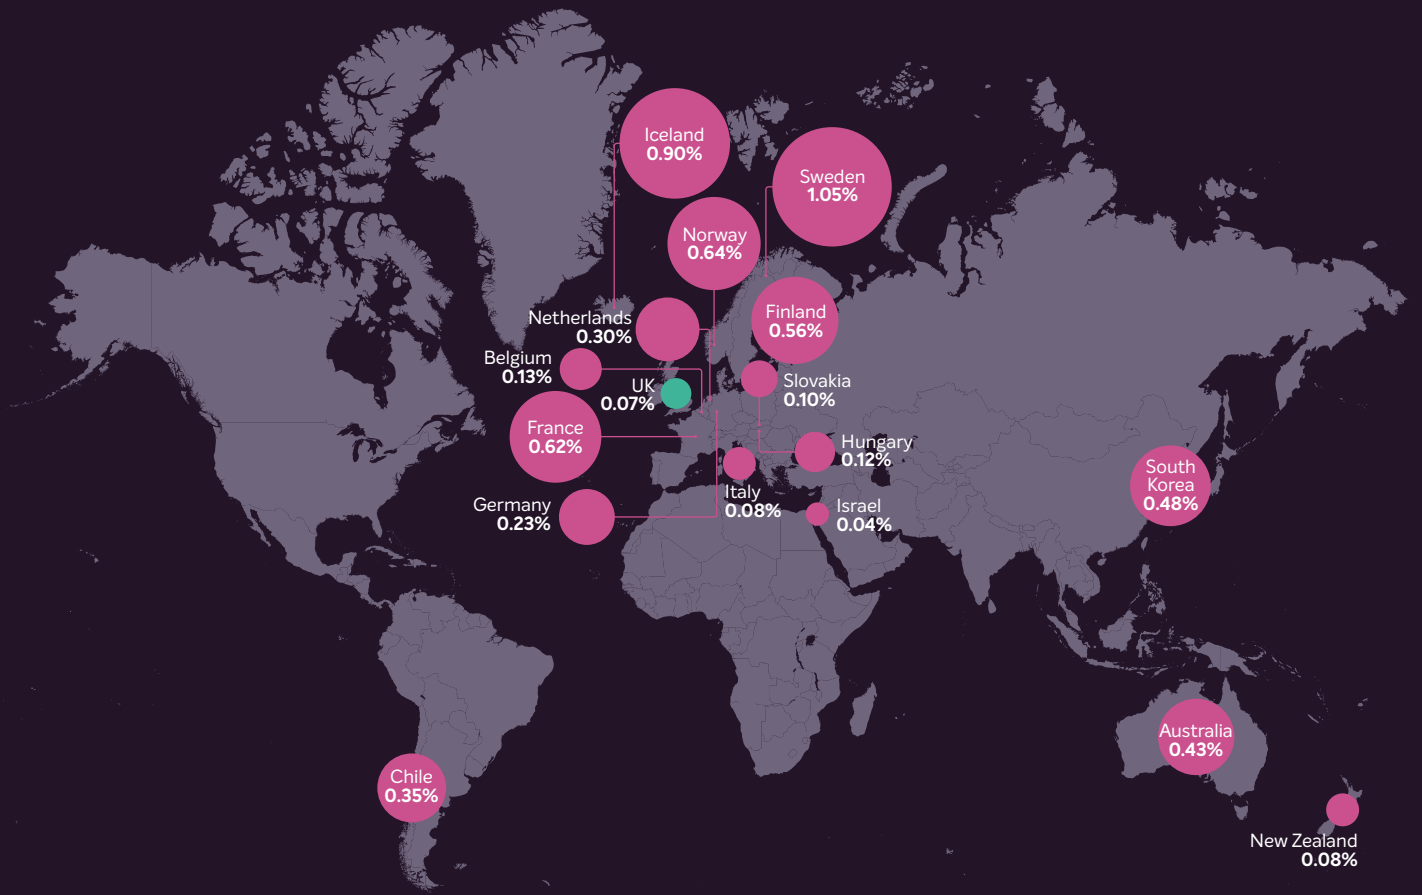 Iceland
0.90%
Sweden
1.05%
Norway
0.64%
Netherlands
0.30%
Finland
0.56%
Belgium
0.13%
UK
0.07%
Slovakia
0.10%
France
0.62%
Hungary
0.12%
Germany
0.23%
Italy
0.08%
Israel
0.04%
South
Korea
0.48%
Australia
0.43%
Chile
0.35%
New Zealand
0.08%